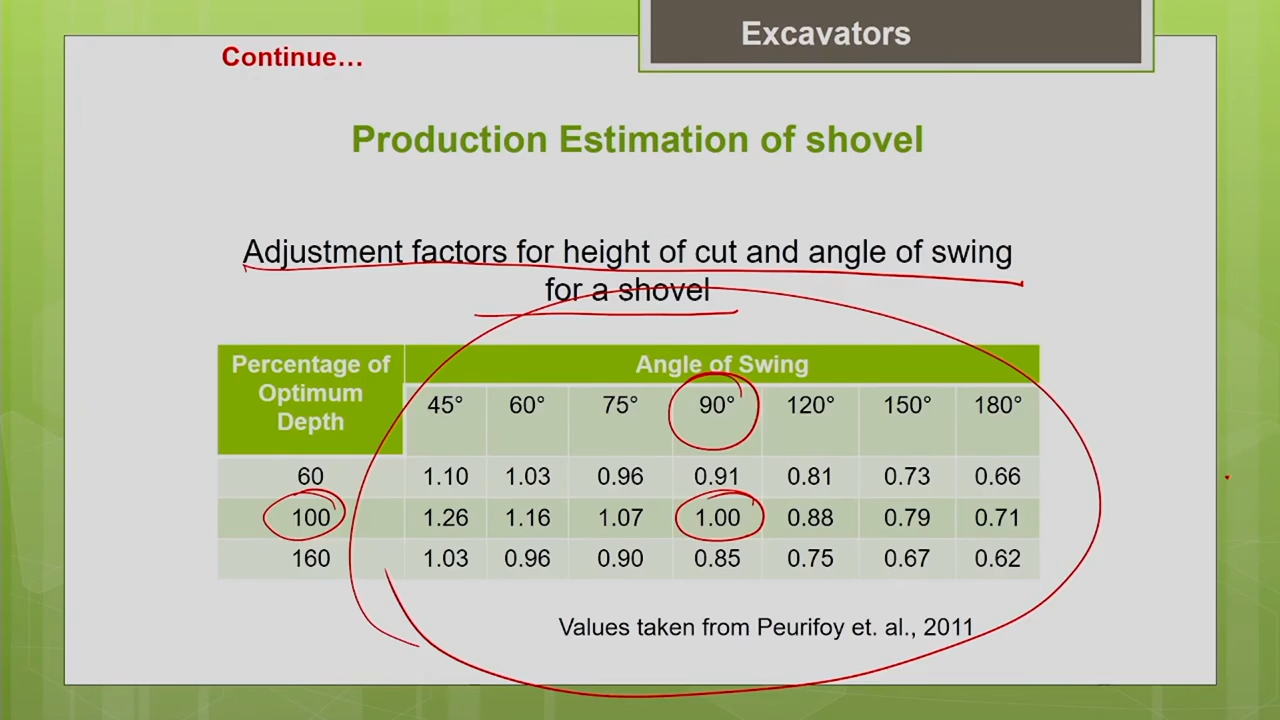 Excavators
Continue…
Production Estimation of shovel
Adjustment factors for height of cut and angle of swing
for a shovel
Percentage of Optimum Depth Angle of Swing
45° 60° 75° 90° 120° 150° 180°
60 1.10 1.03 0.96 0.91 0.81 0.73 0.66
100 1.26 1.16 1.07 1.00 0.88 0.79 0.71
160 1.03 0.96 0.90 0.85 0.75 0.67 0.62
Values taken from Peurifoy et. al., 2011